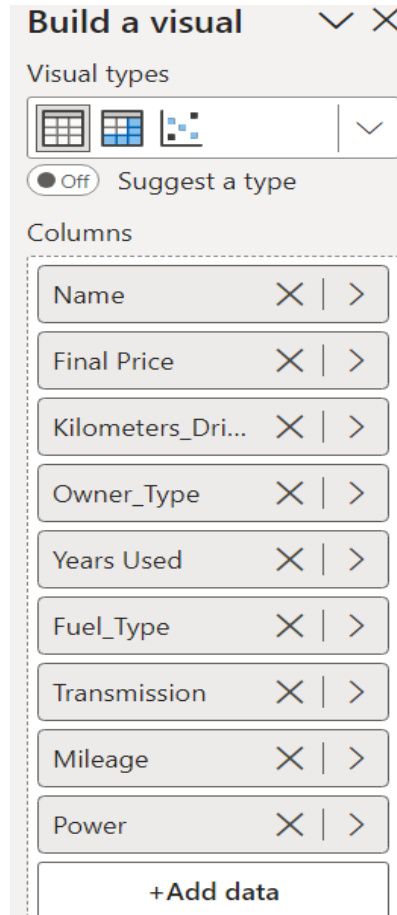 Build a visual
Visual types
Off Suggest a type
Columns
Name
Final Price
Kilometers_Dri...
Owner_Type
Years Used
Fuel_Type
Transmission
Mileage
Power
+Add data